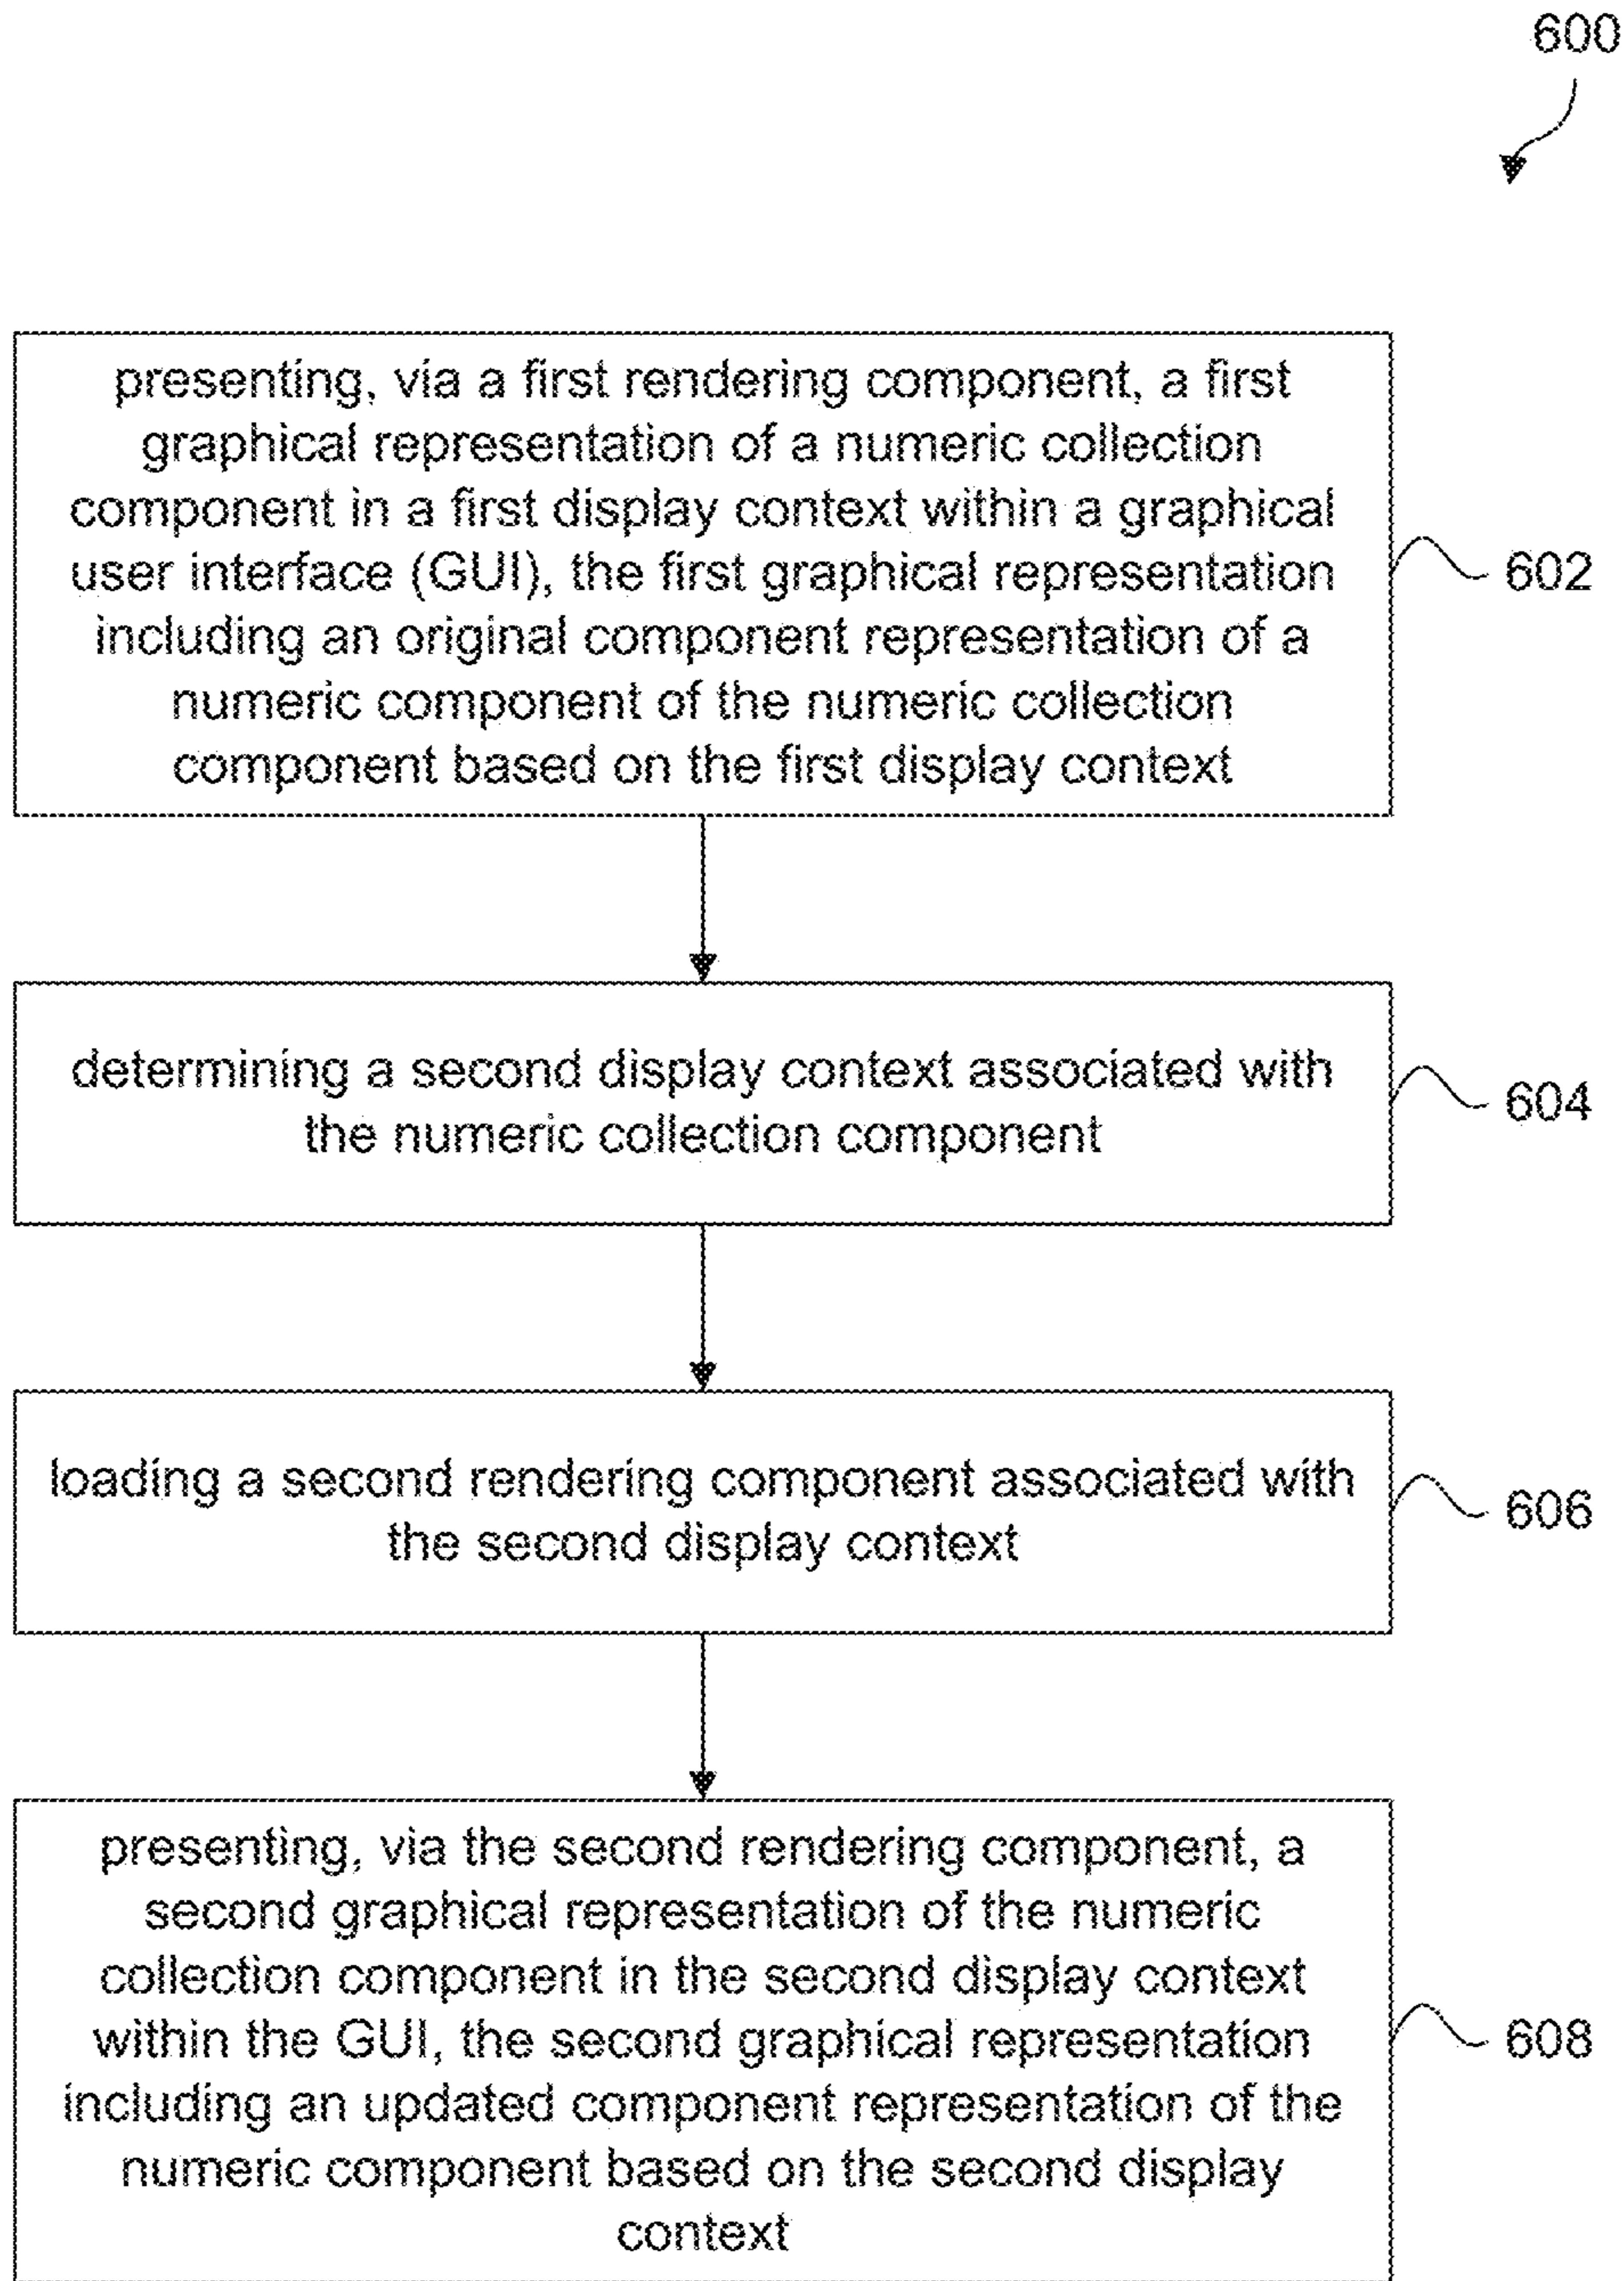 600
presenting, via a first rendering component, a first
graphical representation of a numeric collection
component in a first display context within a graphical
user interface (GUI), the first graphical representation
including an original component representation of a
numeric component of the numeric collection
component based on the first display context
602
determining a second display context associated with
the numeric collection component
604
loading a second rendering component associated with
the second display context
606
presenting, via the second rendering component, a
second graphical representation of the numeric
collection component in the second display context
within the GUI, the second graphical representation
including an updated component representation of the
numeric component based on the second display
context
608